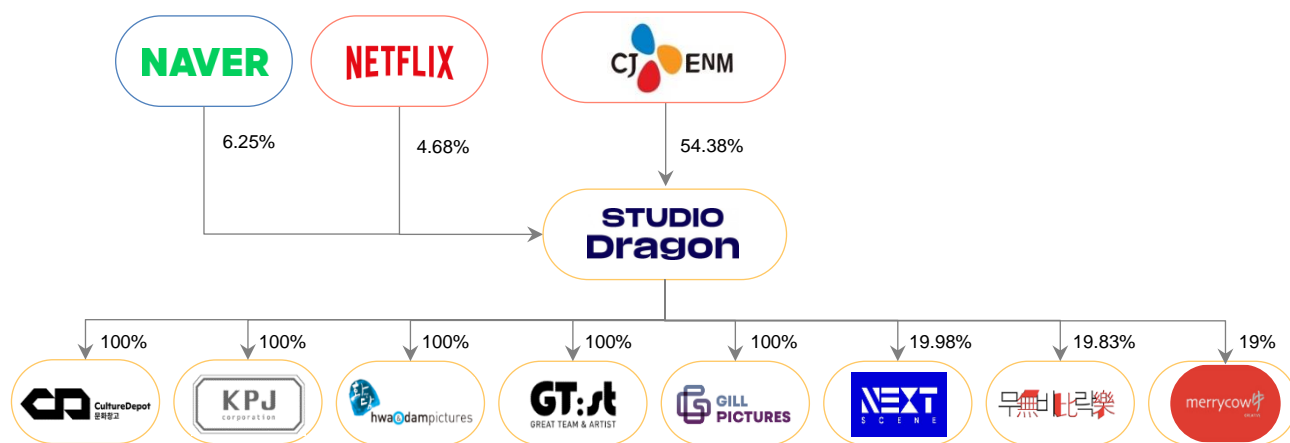 NAVER
NETFLIX
CJ ENM
6.25%
4.68%
54.38%
STUDIO
Dragon
100%
100%
100%
100%
100%
19.98%
19.83%
19%
CultureDepot
문화창고
KPJ
corporation
화담
hwa&dampictures
GT:st
GREAT TEAM & ARTIST
GILL
PICTURES
NEXT
SCENE
무無비比락樂
merrycow